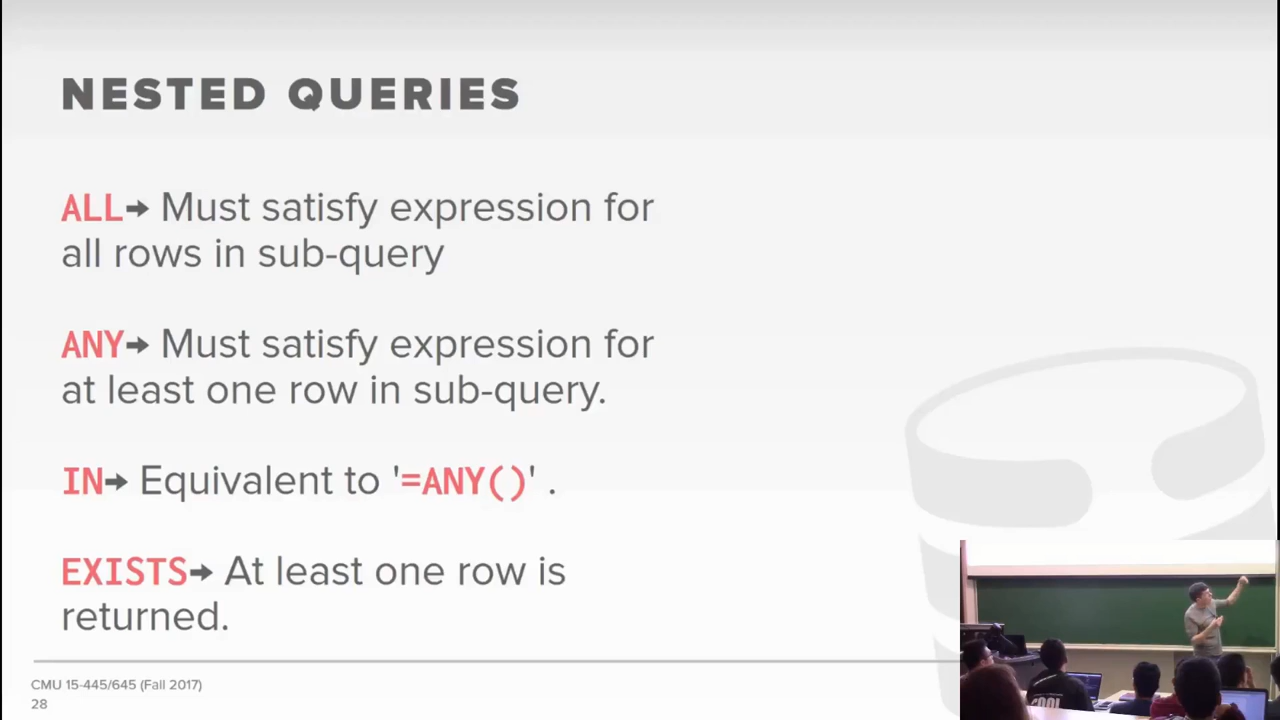 NESTED QUERIES
ALL→ Must satisfy expression for
all rows in sub-query
ANY→ Must satisfy expression for
at least one row in sub-query.
IN→ Equivalent to '=ANY()' .
EXISTS→ At least one row is
returned.
CMU 15-445/645 (Fall 2017)
28